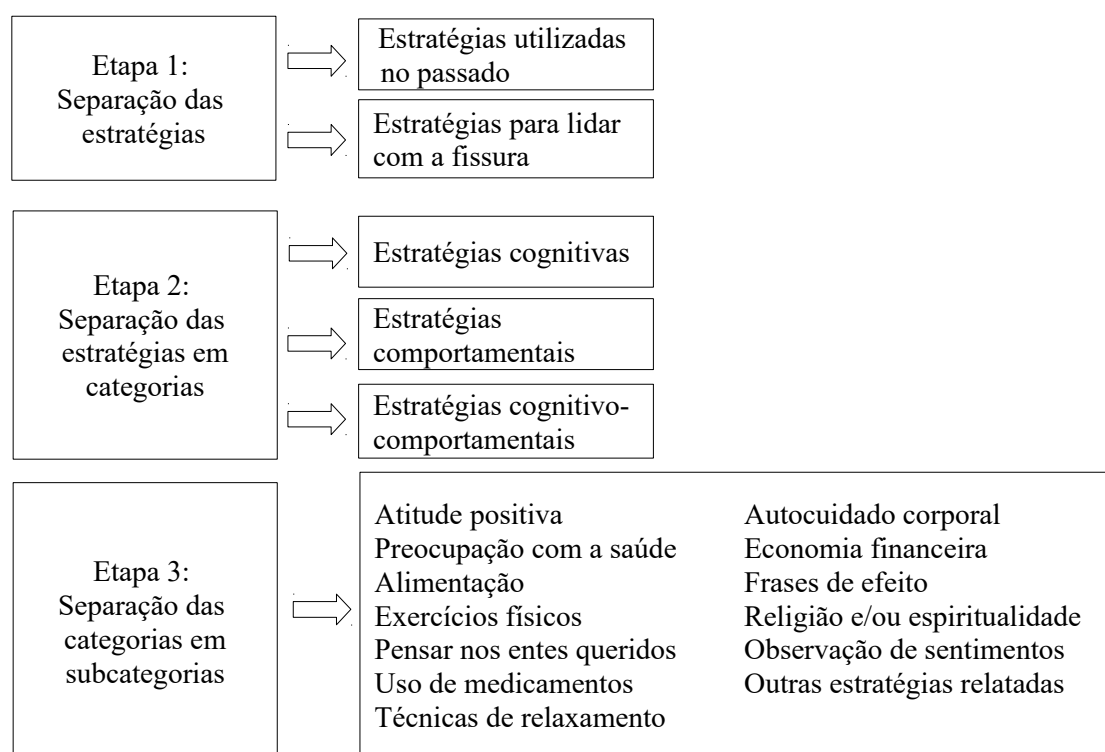 Etapa 1:
Separação das
estratégias
Estratégias utilizadas
no passado
Estratégias para lidar
com a fissura
Etapa 2:
Separação das
estratégias em
categorias
Estratégias cognitivas
Estratégias
comportamentais
Estratégias cognitivo-
comportamentais
Etapa 3:
Separação das
categorias em
subcategorias
Atitude positiva
Preocupação com a saúde
Alimentação
Exercícios físicos
Pensar nos entes queridos
Uso de medicamentos
Técnicas de relaxamento
Autocuidado corporal
Economia financeira
Frases de efeito
Religião e/ou espiritualidade
Observação de sentimentos
Outras estratégias relatadas